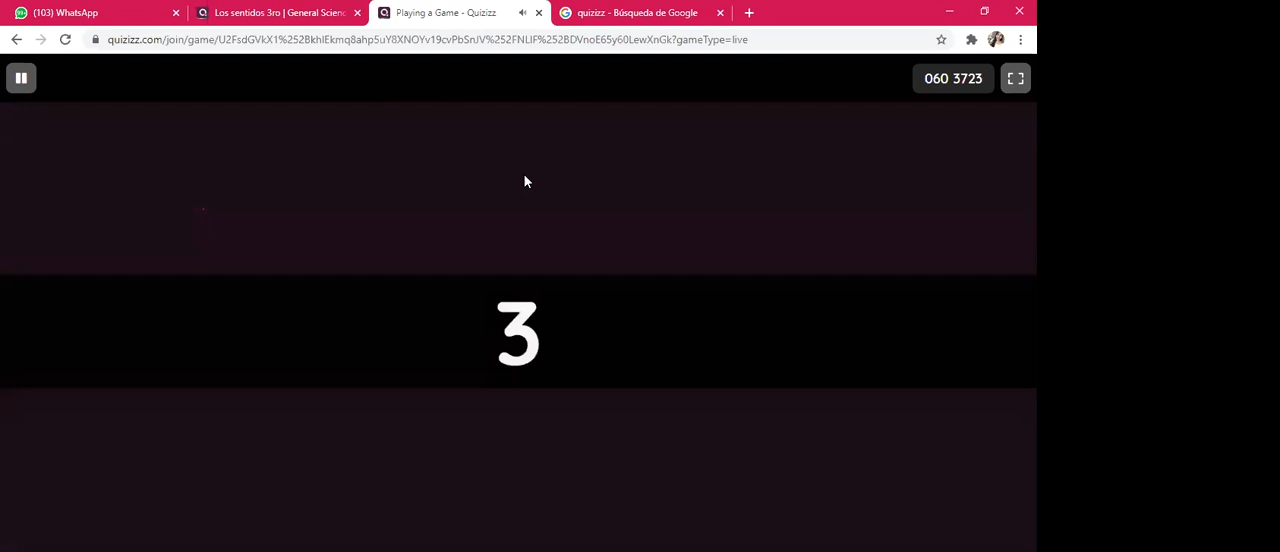 (103) WhatsApp
Los sentidos 3ro | General Scienc
Playing a Game - Quizizz
quizizz - Búsqueda de Google
quizizz.com/join/game/U2FsdGVkX1%252BkhIEkmq8ahp5uY8XNOYv19cvPbSnJV%252FNLIF%252BDVnoE65y60LewXnGk?gameType=live
060 3723
3